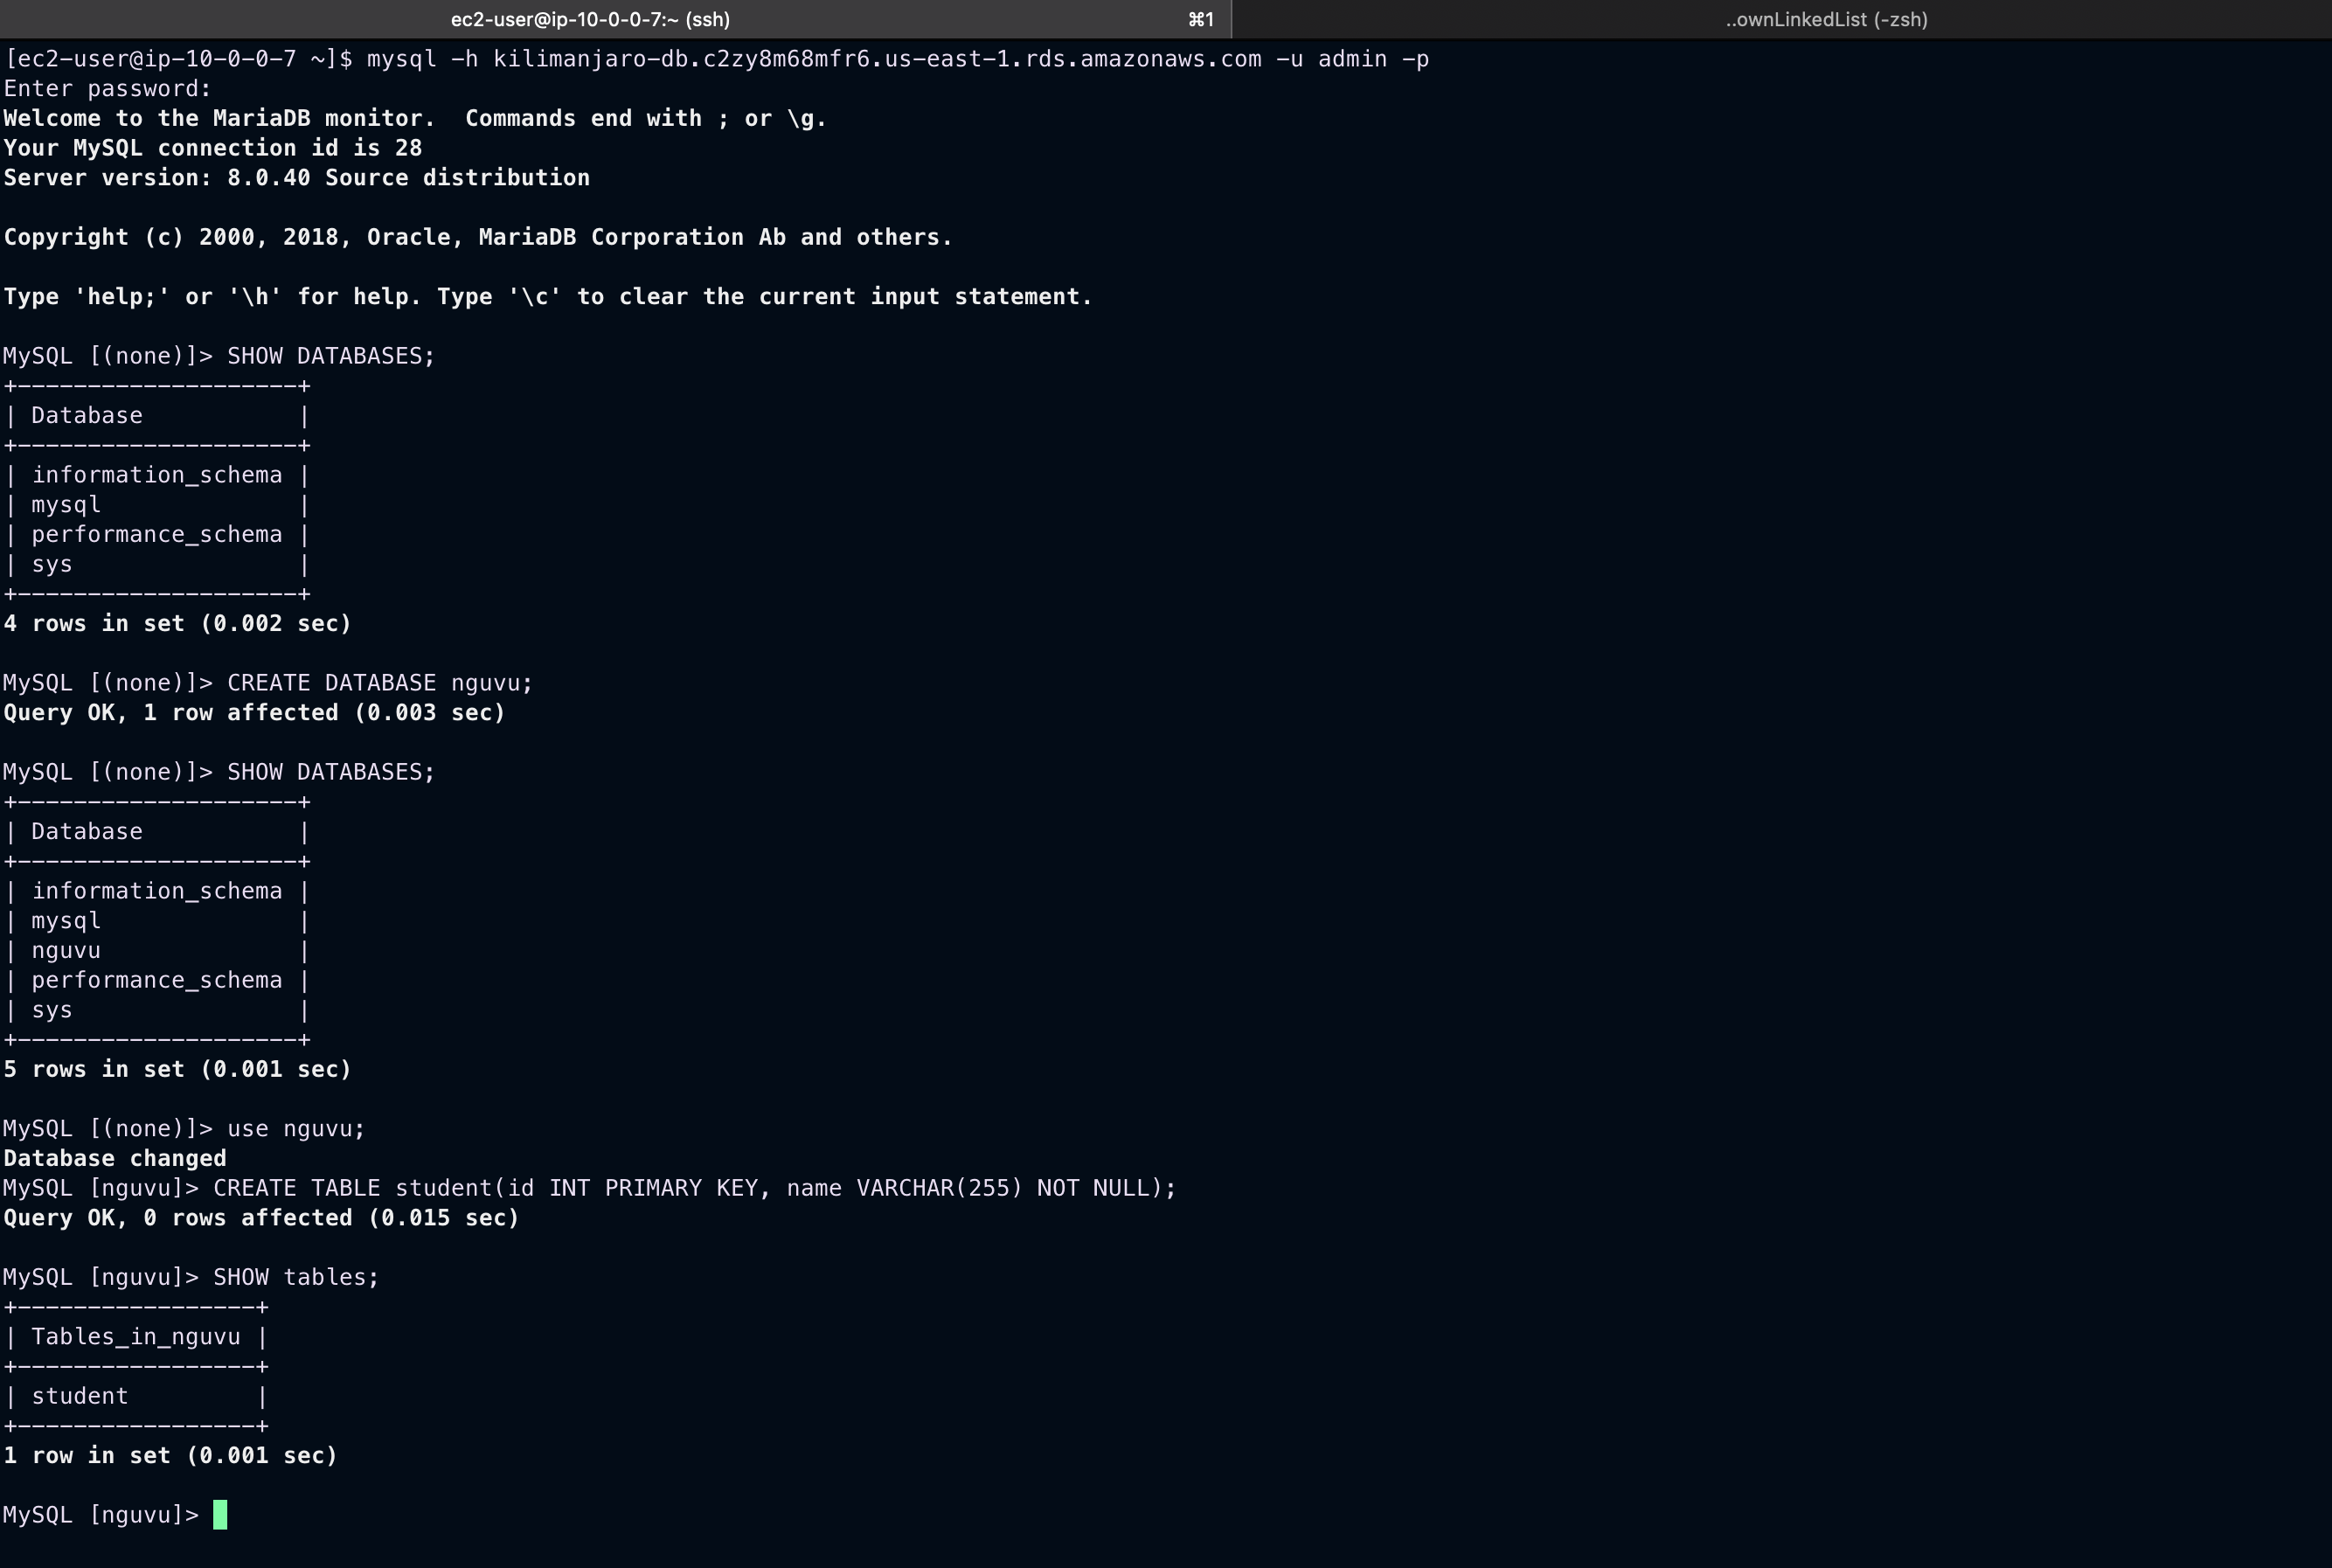 ec2-user@ip-10-0-0-7:~ (ssh) ⌘1 ..ownLinkedList (-zsh)
[ec2-user@ip-10-0-0-7 ~]$ mysql -h kilimanjaro-db.c2zy8m68mfr6.us-east-1.rds.amazonaws.com -u admin -p
Enter password:
Welcome to the MariaDB monitor.  Commands end with ; or \g.
Your MySQL connection id is 28
Server version: 8.0.40 Source distribution

Copyright (c) 2000, 2018, Oracle, MariaDB Corporation Ab and others.

Type 'help;' or '\h' for help. Type '\c' to clear the current input statement.

MySQL [(none)]> SHOW DATABASES;
+--------------------+
| Database           |
+--------------------+
| information_schema |
| mysql              |
| performance_schema |
| sys                |
+--------------------+
4 rows in set (0.002 sec)

MySQL [(none)]> CREATE DATABASE nguvu;
Query OK, 1 row affected (0.003 sec)

MySQL [(none)]> SHOW DATABASES;
+--------------------+
| Database           |
+--------------------+
| information_schema |
| mysql              |
| nguvu              |
| performance_schema |
| sys                |
+--------------------+
5 rows in set (0.001 sec)

MySQL [(none)]> use nguvu;
Database changed
MySQL [nguvu]> CREATE TABLE student(id INT PRIMARY KEY, name VARCHAR(255) NOT NULL);
Query OK, 0 rows affected (0.015 sec)

MySQL [nguvu]> SHOW tables;
+-----------------+
| Tables_in_nguvu |
+-----------------+
| student         |
+-----------------+
1 row in set (0.001 sec)

MySQL [nguvu]>